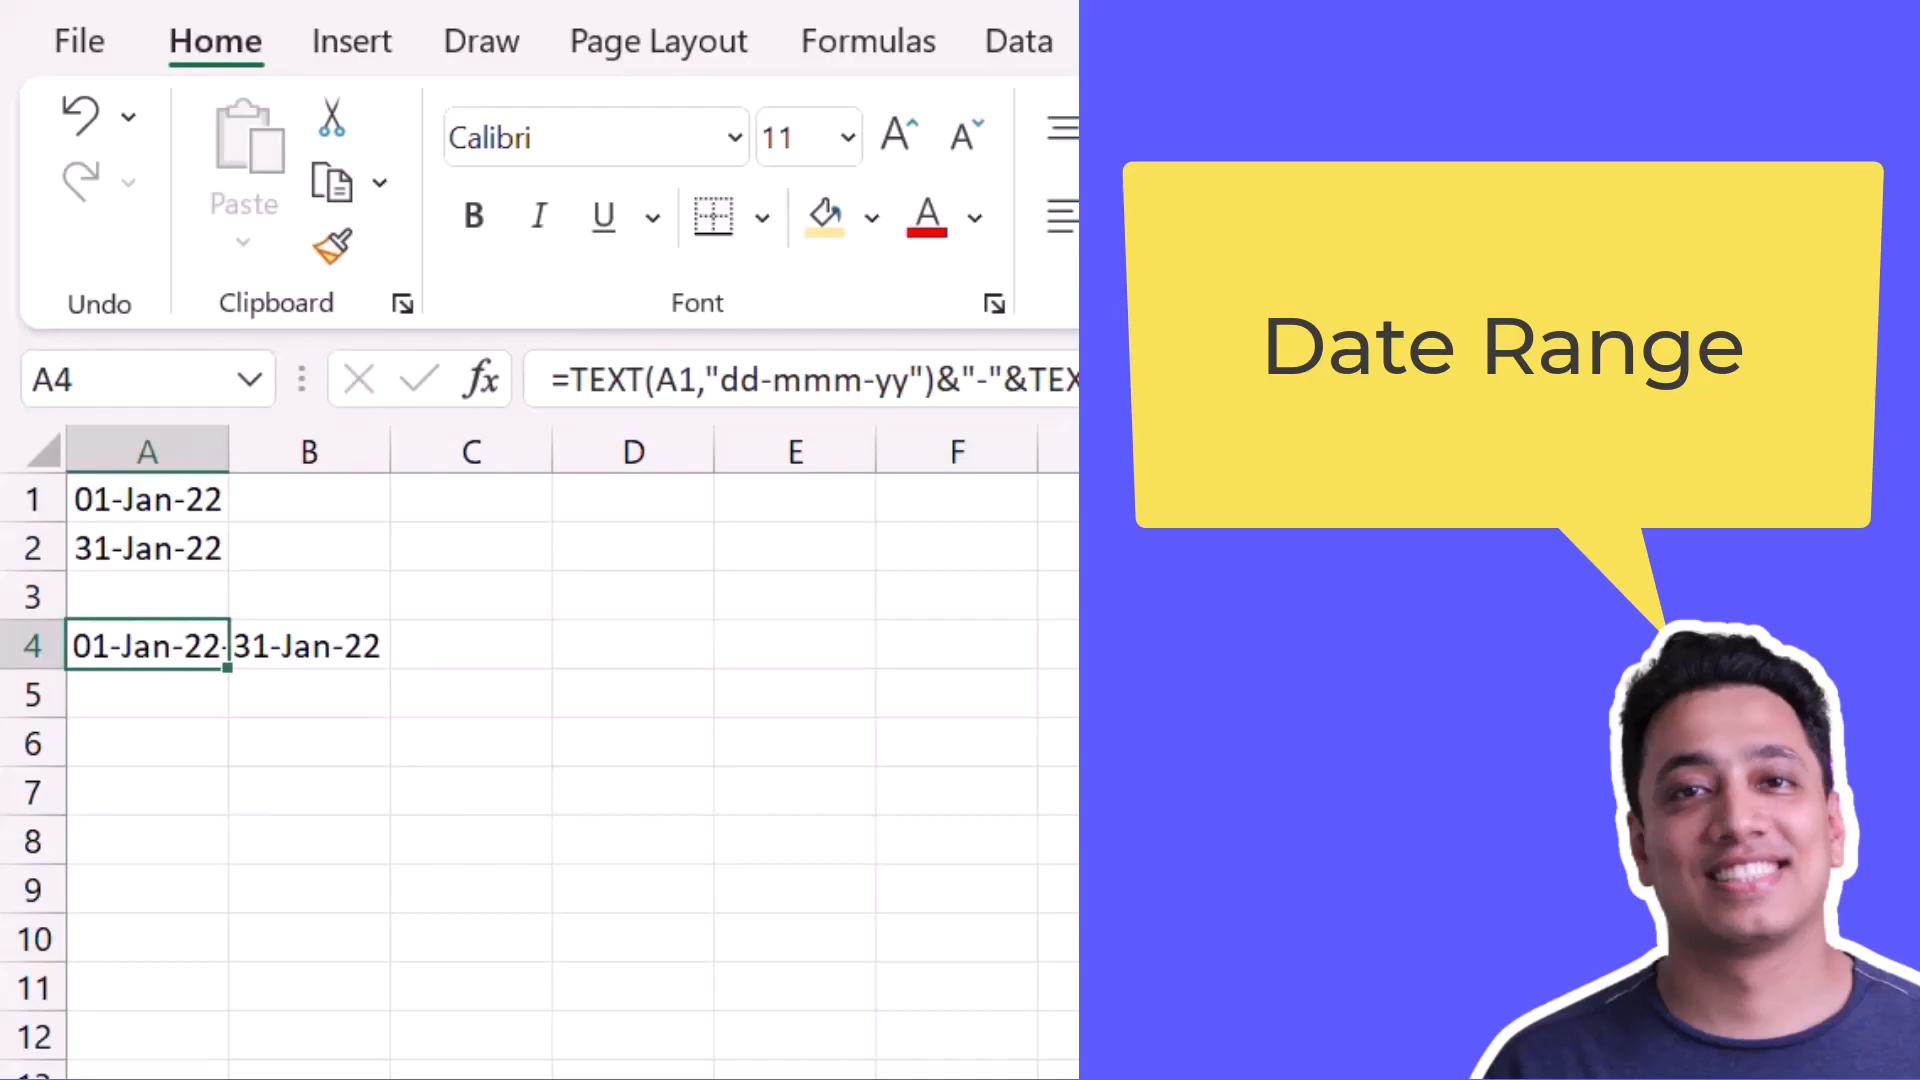 File Home Insert Draw Page Layout Formulas Data
Calibri 11
Paste
B I U A
Undo Clipboard Font
A4 fx =TEXT(A1,"dd-mmm-yy")&"-"&TEX
A B C D E F
1 01-Jan-22
2 31-Jan-22
3
4 01-Jan-22-31-Jan-22
5
6
7
8
9
10
11
12
Date Range